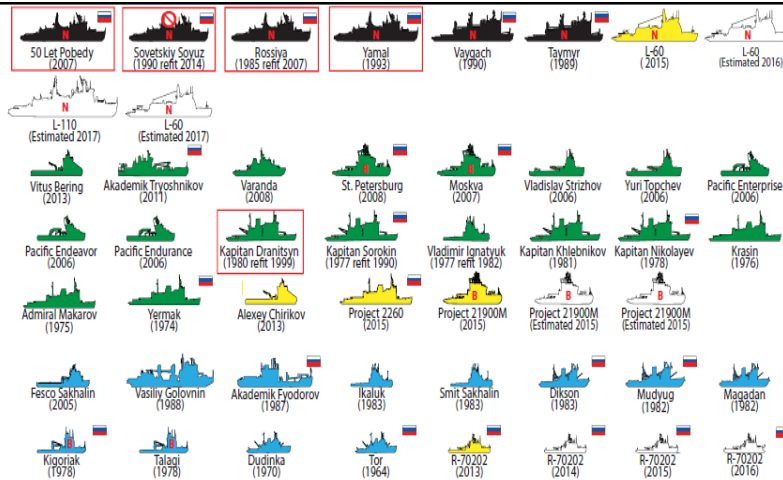 N N N N N N N N
50 Let Pobedy Sovetskiy Soyuz Rossiya Yamal Vaygach Taymyr L-60 L-60
(2007) (1990 refit 2014) (1985 refit 2007) (1993) (1990) (1989) (2015) (Estimated 2016)
N N
L-110 L-60
(Estimated 2017) (Estimated 2017)
B B
Vitus Bering Akademik Tryoshnikov Varanda St. Petersburg Moskva Vladislav Strizhov Yuri Topchev Pacific Enterprise
(2013) (2011) (2008) (2008) (2007) (2006) (2006) (2006)
Pacific Endeavor Pacific Endurance Kapitan Dranitsyn Kapitan Sorokin Vladimir Ignatyuk Kapitan Khlebnikov Kapitan Nikolayev Krasin
(2006) (2006) (1980 refit 1999) (1977 refit 1990) (1977 refit 1982) (1981) (1978) (1976)
B B B
Admiral Makarov Yermak Alexey Chirikov Project 2260 Project 21900M Project 21900M Project 21900M
(1975) (1974) (2013) (2015) (2015) (Estimated 2015) (Estimated 2015)
Fesco Sakhalin Vasiliy Golovnin Akademik Fyodorov Ikaluk Smit Sakhalin Dikson Mudyug Magadan
(2005) (1988) (1987) (1983) (1983) (1983) (1982) (1982)
B B
Kigoriak Talagi Dudinka Tor R-70202 R-70202 R-70202 R-70202
(1978) (1978) (1970) (1964) (2013) (2014) (2015) (2016)